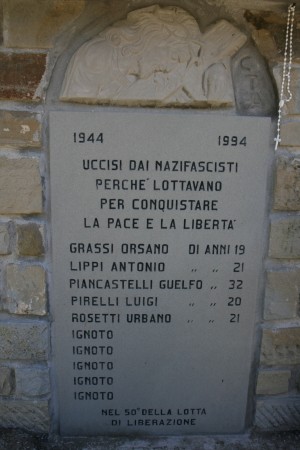 1944 1994
UCCISI DAI NAZIFASCISTI
PERCHE' LOTTAVANO
PER CONQUISTARE
LA PACE E LA LIBERTA'
GRASSI ORSANO DI ANNI 19
LIPPI ANTONIO " " 21
PIANCASTELLI GUELFO " 32
PIRELLI LUIGI " " 20
ROSETTI URBANO " " 21
IGNOTO
IGNOTO
IGNOTO
IGNOTO
IGNOTO
NEL 50° DELLA LOTTA
DI LIBERAZIONE